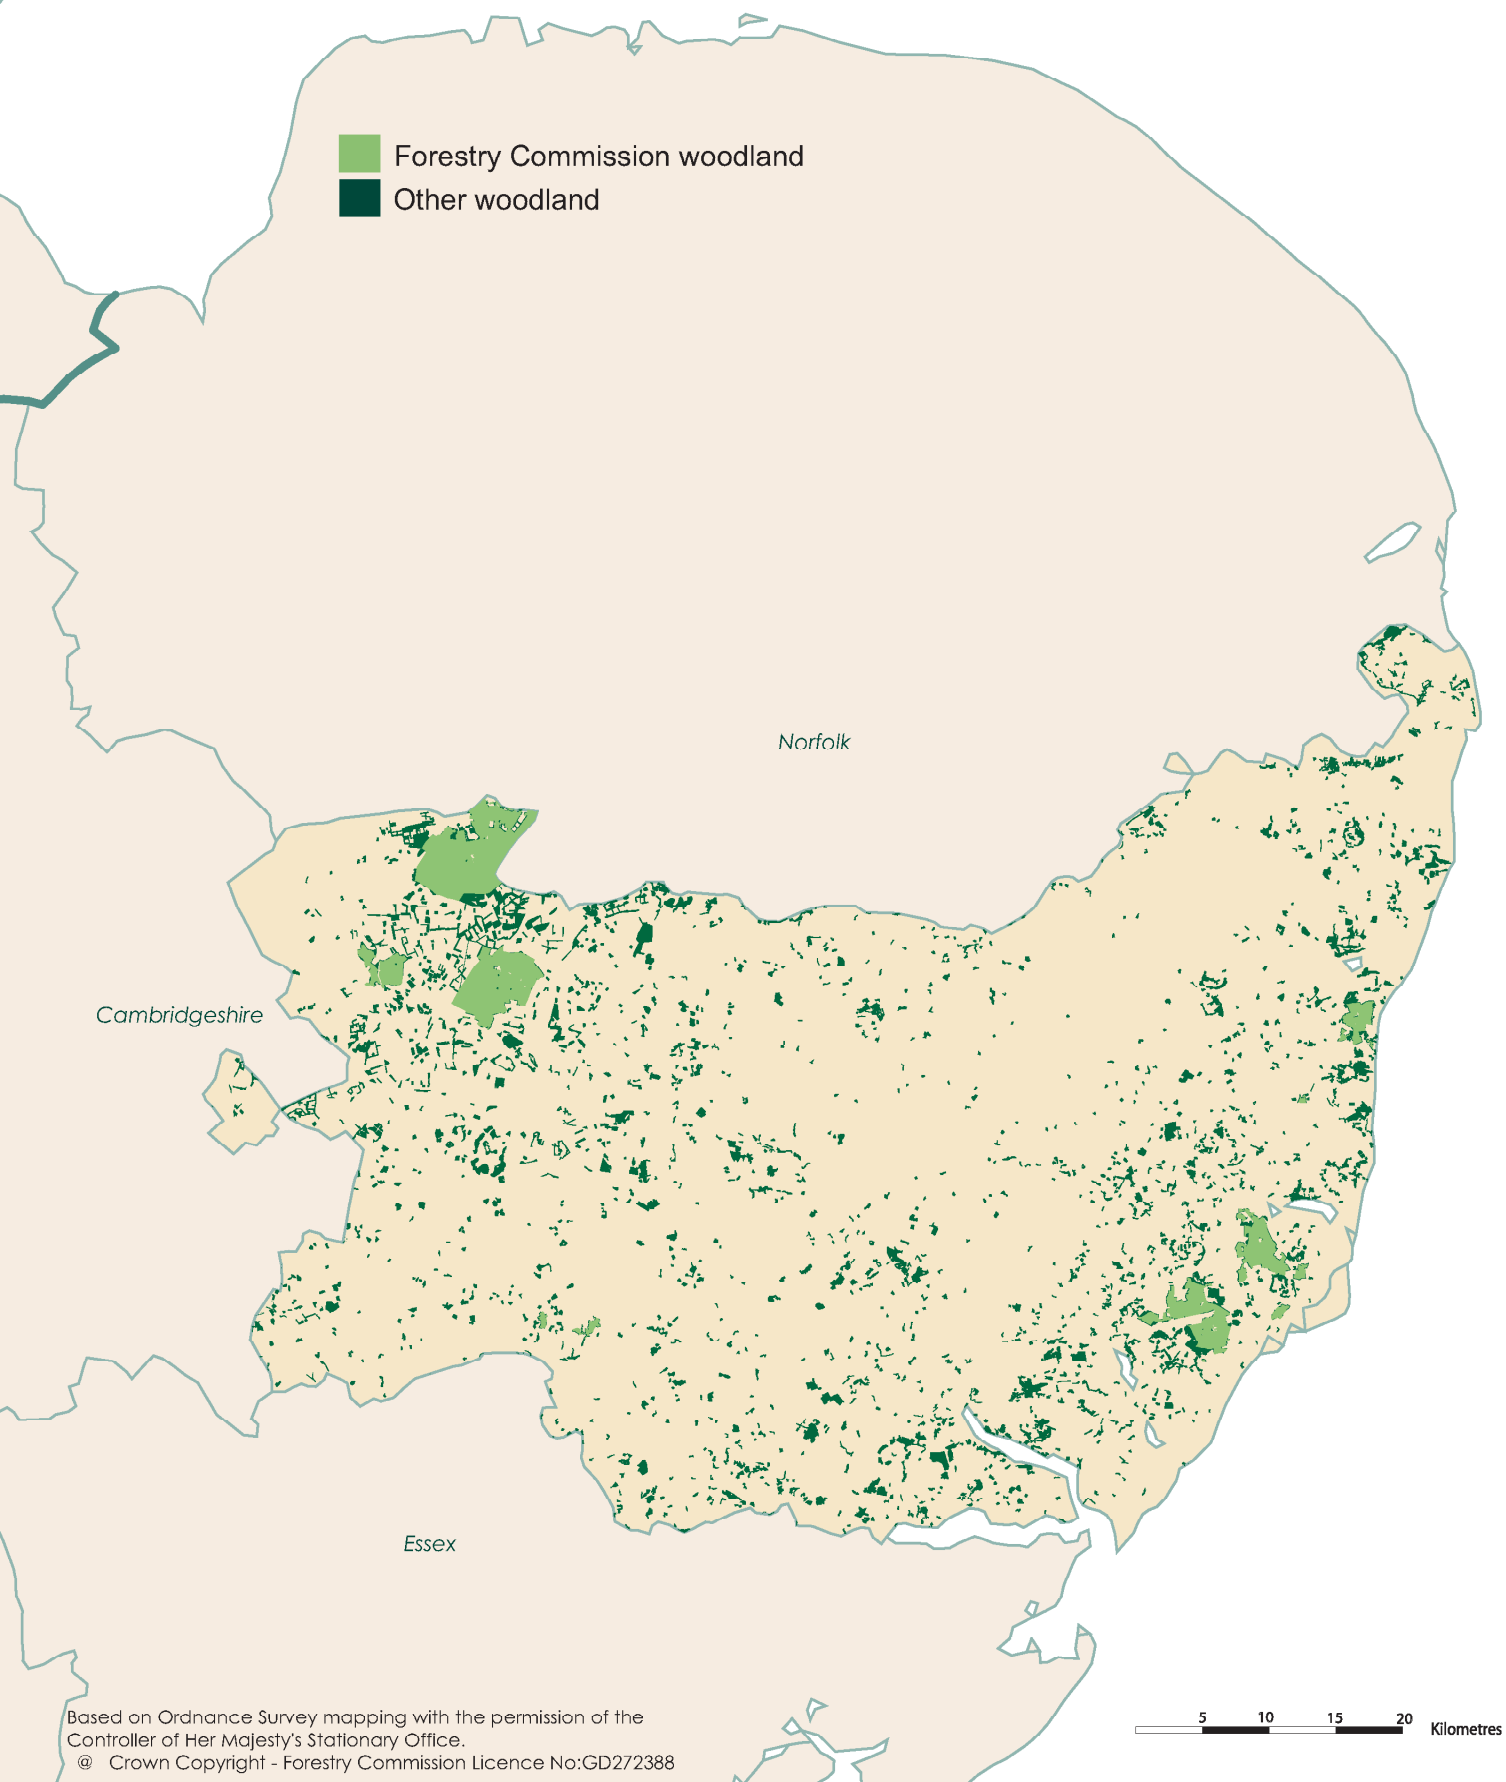 Forestry Commission woodland
Other woodland
Norfolk
Cambridgeshire
Essex
Based on Ordnance Survey mapping with the permission of the
Controller of Her Majesty's Stationary Office.
@ Crown Copyright - Forestry Commission Licence No:GD272388
5 10 15 20 Kilometres